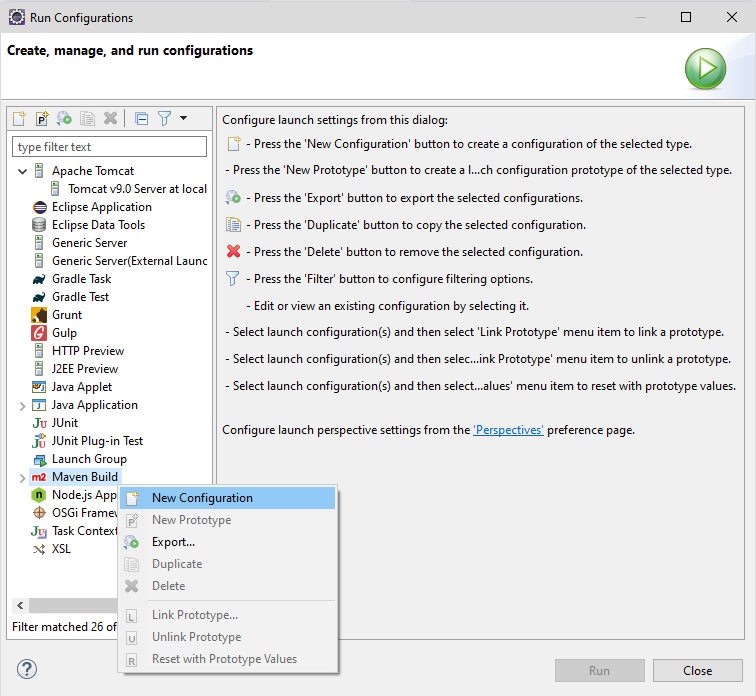 Run Configurations
Create, manage, and run configurations
type filter text
Apache Tomcat
Tomcat v9.0 Server at local
Eclipse Application
Eclipse Data Tools
Generic Server
Generic Server(External Launc
Gradle Task
Gradle Test
Grunt
Gulp
HTTP Preview
J2EE Preview
Java Applet
Java Application
JUnit
JUnit Plug-in Test
Launch Group
m2 Maven Build
Node.js App
OSGi Framew
Task Context
XSL
Filter matched 26 of
New Configuration
New Prototype
Export...
Duplicate
Delete
Link Prototype...
Unlink Prototype
Reset with Prototype Values
Configure launch settings from this dialog:
- Press the 'New Configuration' button to create a configuration of the selected type.
- Press the 'New Prototype' button to create a l...ch configuration prototype of the selected type.
- Press the 'Export' button to export the selected configurations.
- Press the 'Duplicate' button to copy the selected configuration.
- Press the 'Delete' button to remove the selected configuration.
- Press the 'Filter' button to configure filtering options.
- Edit or view an existing configuration by selecting it.
- Select launch configuration(s) and then select 'Link Prototype' menu item to link a prototype.
- Select launch configuration(s) and then selec...ink Prototype' menu item to unlink a prototype.
- Select launch configuration(s) and then select...alues' menu item to reset with prototype values.
Configure launch perspective settings from the 'Perspectives' preference page.
Run
Close